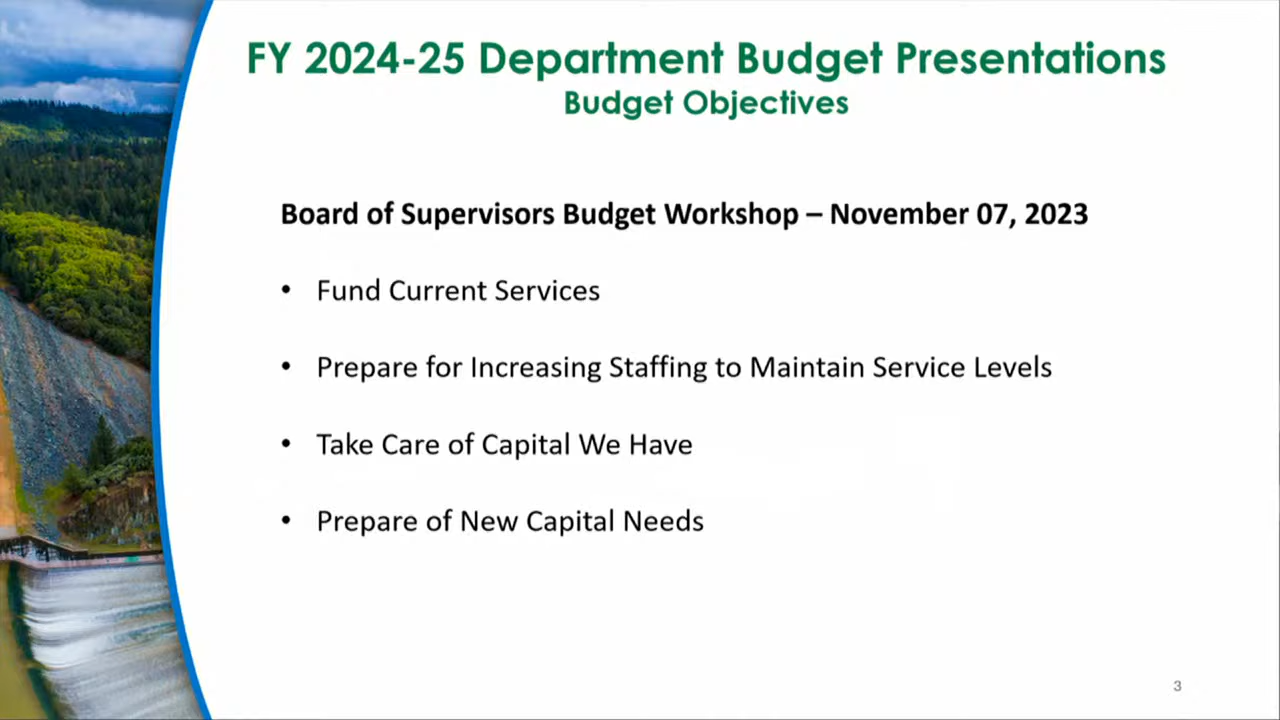 FY 2024-25 Department Budget Presentations
Budget Objectives
Board of Supervisors Budget Workshop – November 07, 2023
• Fund Current Services
• Prepare for Increasing Staffing to Maintain Service Levels
• Take Care of Capital We Have
• Prepare of New Capital Needs
3